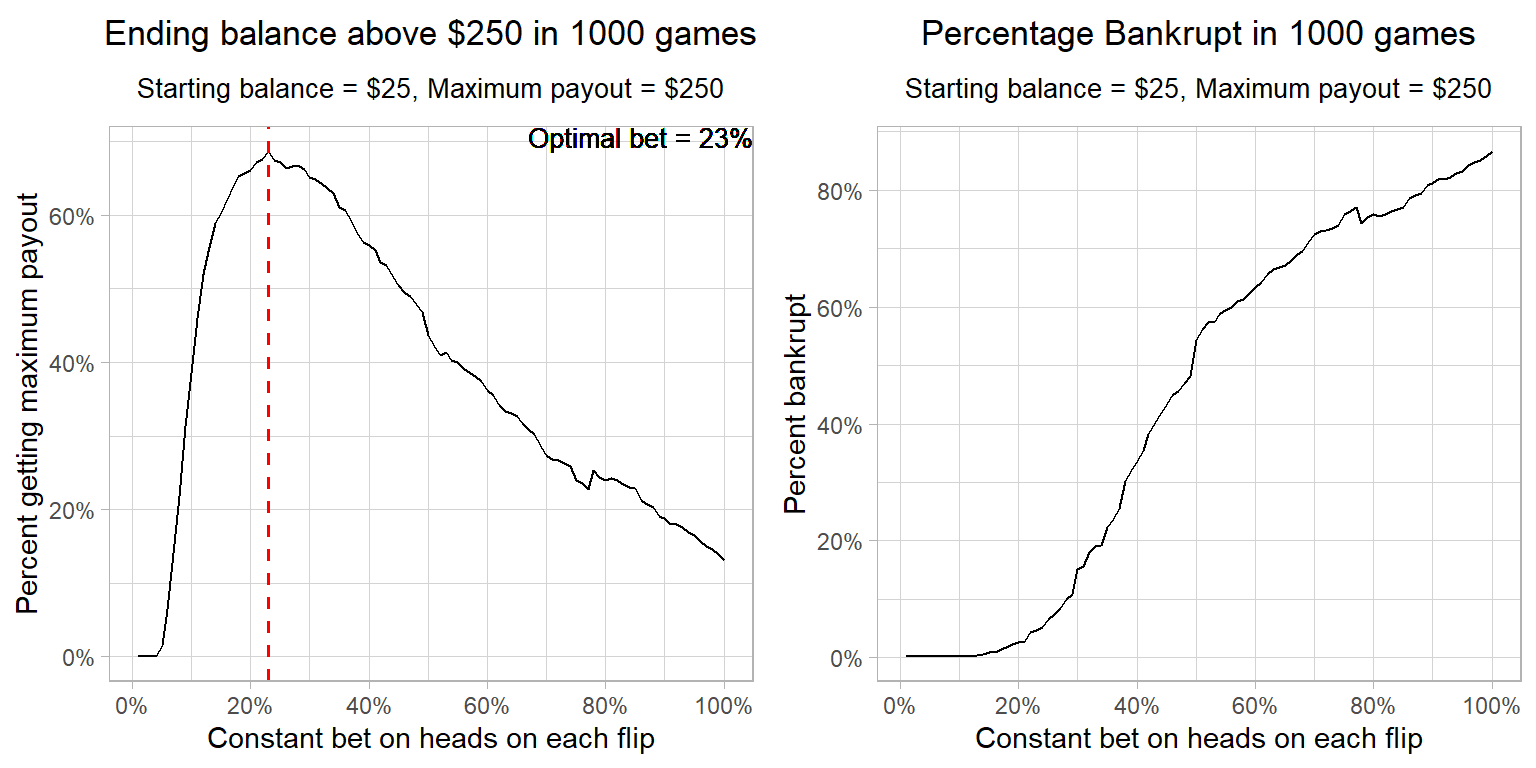 Ending balance above $250 in 1000 games
Starting balance = $25, Maximum payout = $250
Optimal bet = 23%
Percent getting maximum payout
60%
40%
20%
0%
0% 20% 40% 60% 80% 100%
Constant bet on heads on each flip
Percentage Bankrupt in 1000 games
Starting balance = $25, Maximum payout = $250
Percent bankrupt
80%
60%
40%
20%
0%
0% 20% 40% 60% 80% 100%
Constant bet on heads on each flip